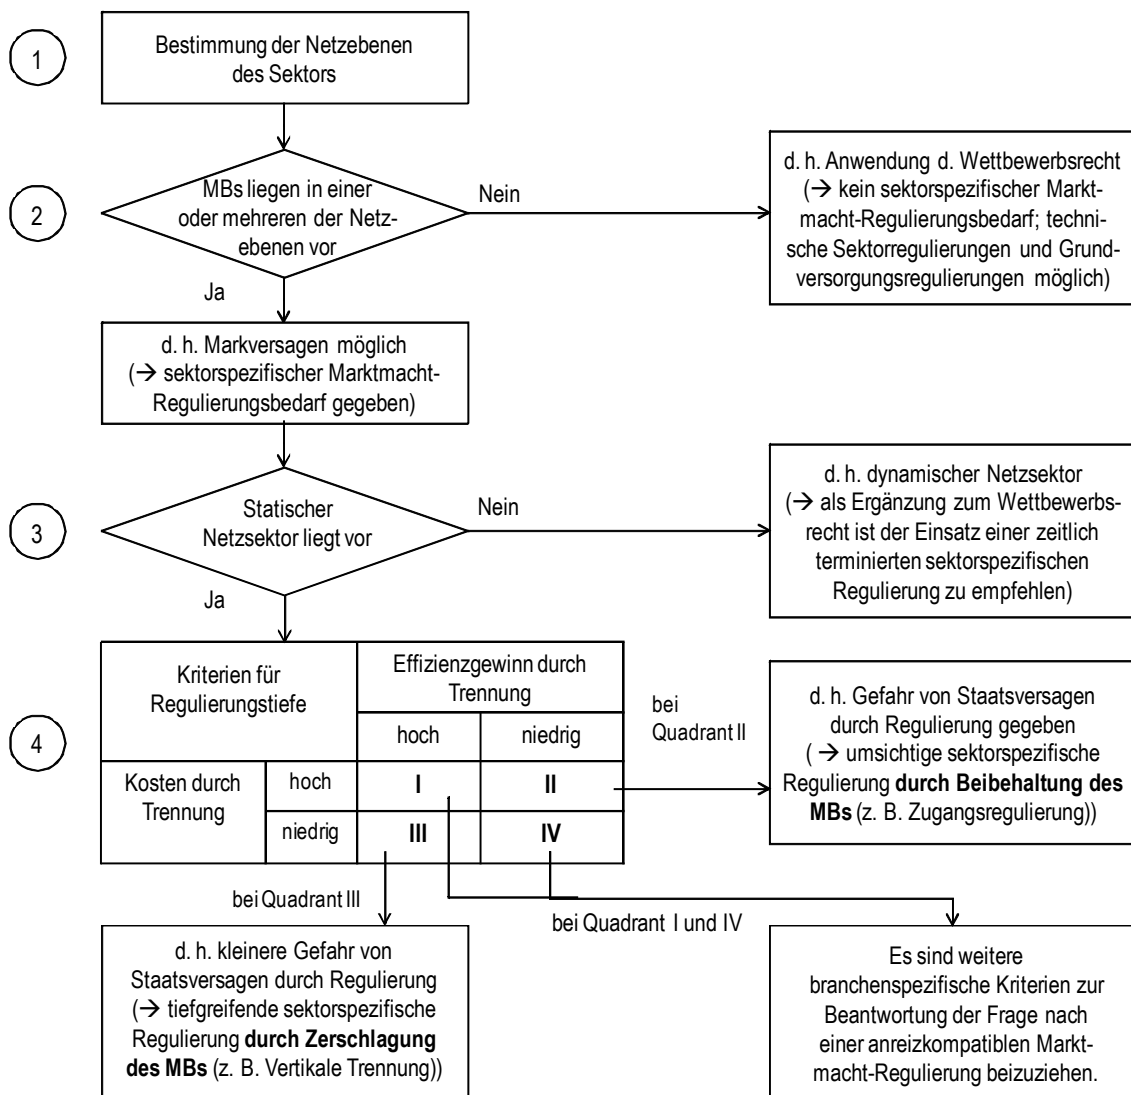 1
Bestimmung der Netzebenen
des Sektors
2
MBs liegen in einer
oder mehreren der Netz-
ebenen vor
Nein
d. h. Anwendung d. Wettbewerbsrecht
(→ kein sektorspezifischer Markt-
macht-Regulierungsbedarf; techni-
sche Sektorregulierungen und Grund-
versorgungsregulierungen möglich)
Ja
d. h. Markversagen möglich
(→ sektorspezifischer Marktmacht-
Regulierungsbedarf gegeben)
3
Statischer
Netzsektor liegt vor
Nein
d. h. dynamischer Netzsektor
(→ als Ergänzung zum Wettbewerbs-
recht ist der Einsatz einer zeitlich
terminierten sektorspezifischen
Regulierung zu empfehlen)
Ja
4
Kriterien für
Regulierungstiefe
Effizienzgewinn durch
Trennung
hoch
niedrig
Kosten durch
Trennung
hoch
I
II
niedrig
III
IV
bei
Quadrant II
d. h. Gefahr von Staatsversagen
durch Regulierung gegeben
( → umsichtige sektorspezifische
Regulierung durch Beibehaltung des
MBs (z. B. Zugangsregulierung))
bei Quadrant III
bei Quadrant I und IV
d. h. kleinere Gefahr von
Staatsversagen durch Regulierung
(→ tiefgreifende sektorspezifische
Regulierung durch Zerschlagung
des MBs (z. B. Vertikale Trennung))
Es sind weitere
branchenspezifische Kriterien zur
Beantwortung der Frage nach
einer anreizkompatiblen Markt-
macht-Regulierung beizuziehen.